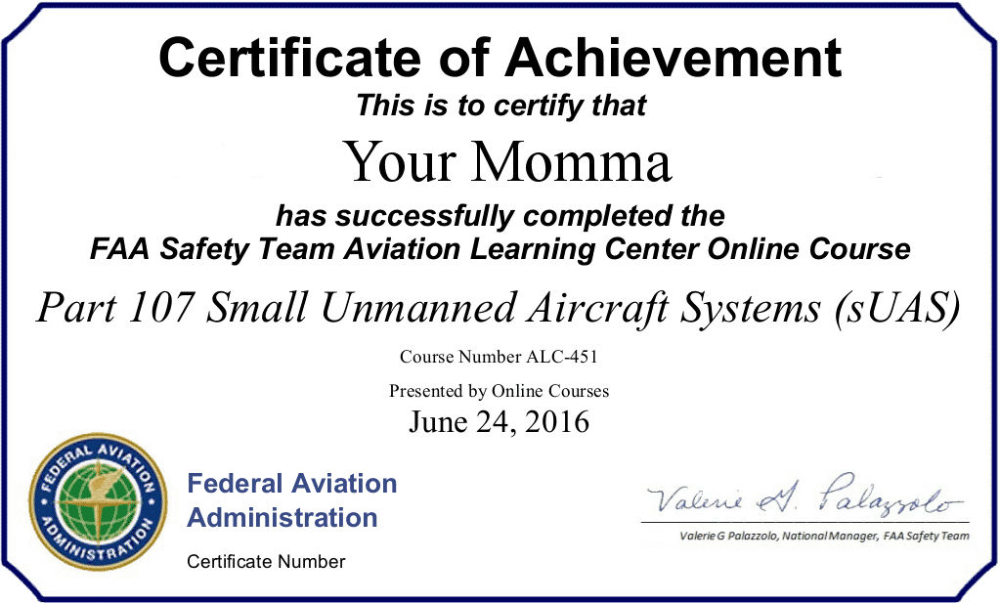 Certificate of Achievement
This is to certify that
Your Momma
has successfully completed the
FAA Safety Team Aviation Learning Center Online Course
Part 107 Small Unmanned Aircraft Systems (sUAS)
Course Number ALC-451
Presented by Online Courses
June 24, 2016
FEDERAL AVIATION
ADMINISTRATION
Federal Aviation
Administration
Certificate Number
Valerie G. Palazzolo
Valerie G Palazzolo, National Manager, FAA Safety Team